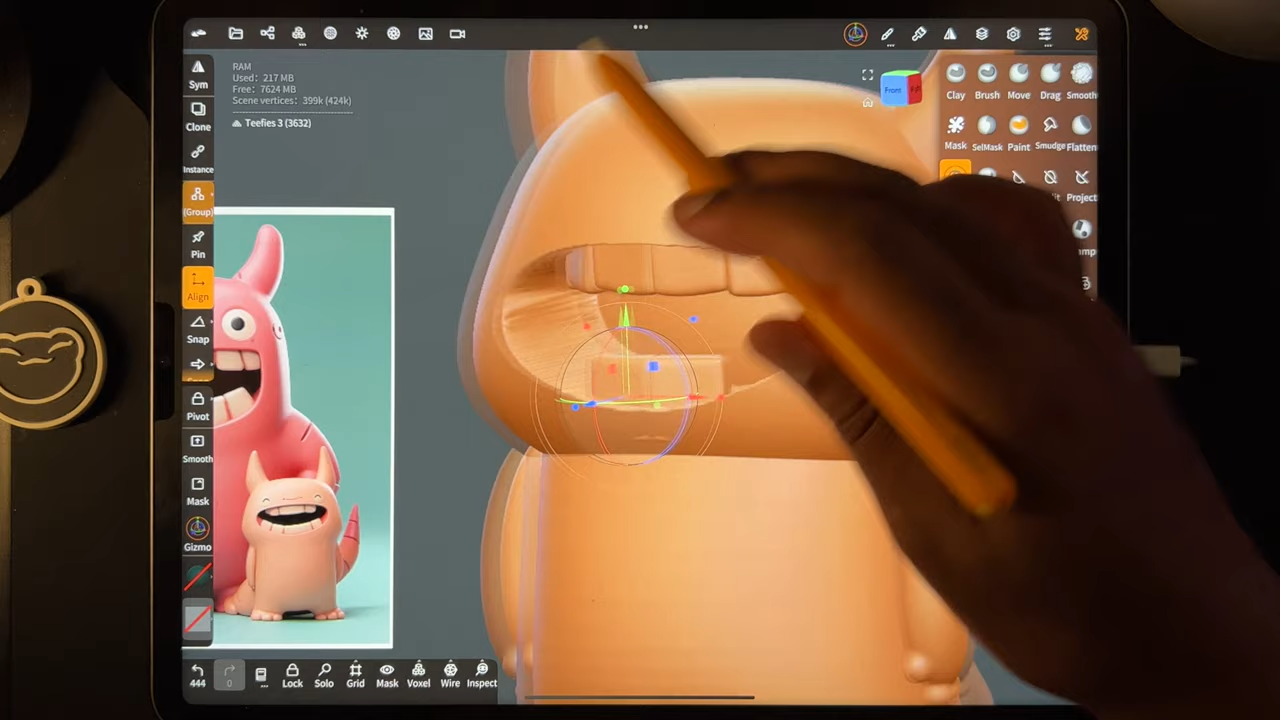 RAM
Used: 217 MB
Free: 7624 MB
Scene vertices: 399k (424k)
Teefies 3 (3632)
Sym
Clone
Instance
(Group)
Pin
Align
Snap
Pivot
Smooth
Mask
Gizmo
Front
Clay Brush Move Drag Smooth
Mask SelMask Paint Smudge Flatten
Project
444
0
Lock Solo Grid Mask Voxel Wire Inspect